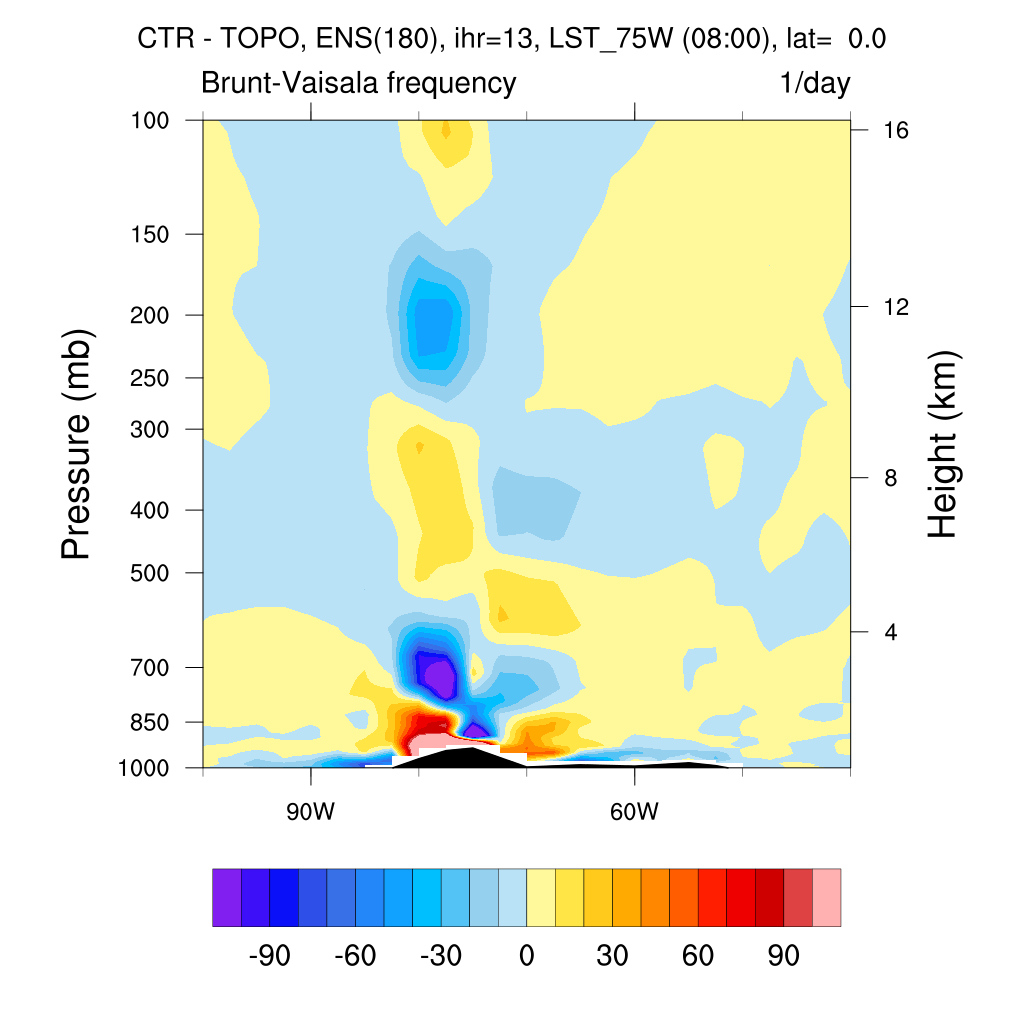 CTR - TOPO, ENS(180), ihr=13, LST_75W (08:00), lat=  0.0
Brunt-Vaisala frequency 1/day
100
150
200
250
300
400
500
700
850
1000
Pressure (mb)
16
12
8
4
Height (km)
90W 60W
-90 -60 -30 0 30 60 90